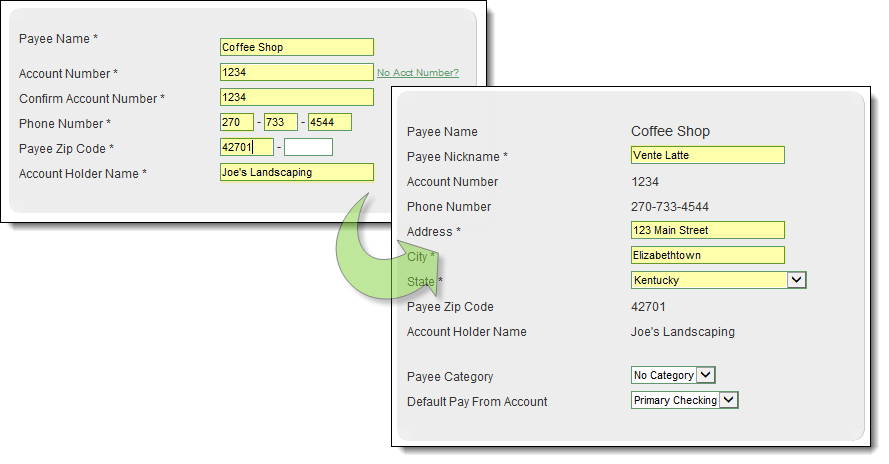 Payee Name * Coffee Shop
Account Number * 1234 No Acct Number?
Confirm Account Number * 1234
Phone Number * 270 - 733 - 4544
Payee Zip Code * 42701 -
Account Holder Name * Joe's Landscaping
Payee Name Coffee Shop
Payee Nickname * Vente Latte
Account Number 1234
Phone Number 270-733-4544
Address * 123 Main Street
City * Elizabethtown
State * Kentucky
Payee Zip Code 42701
Account Holder Name Joe's Landscaping
Payee Category No Category
Default Pay From Account Primary Checking